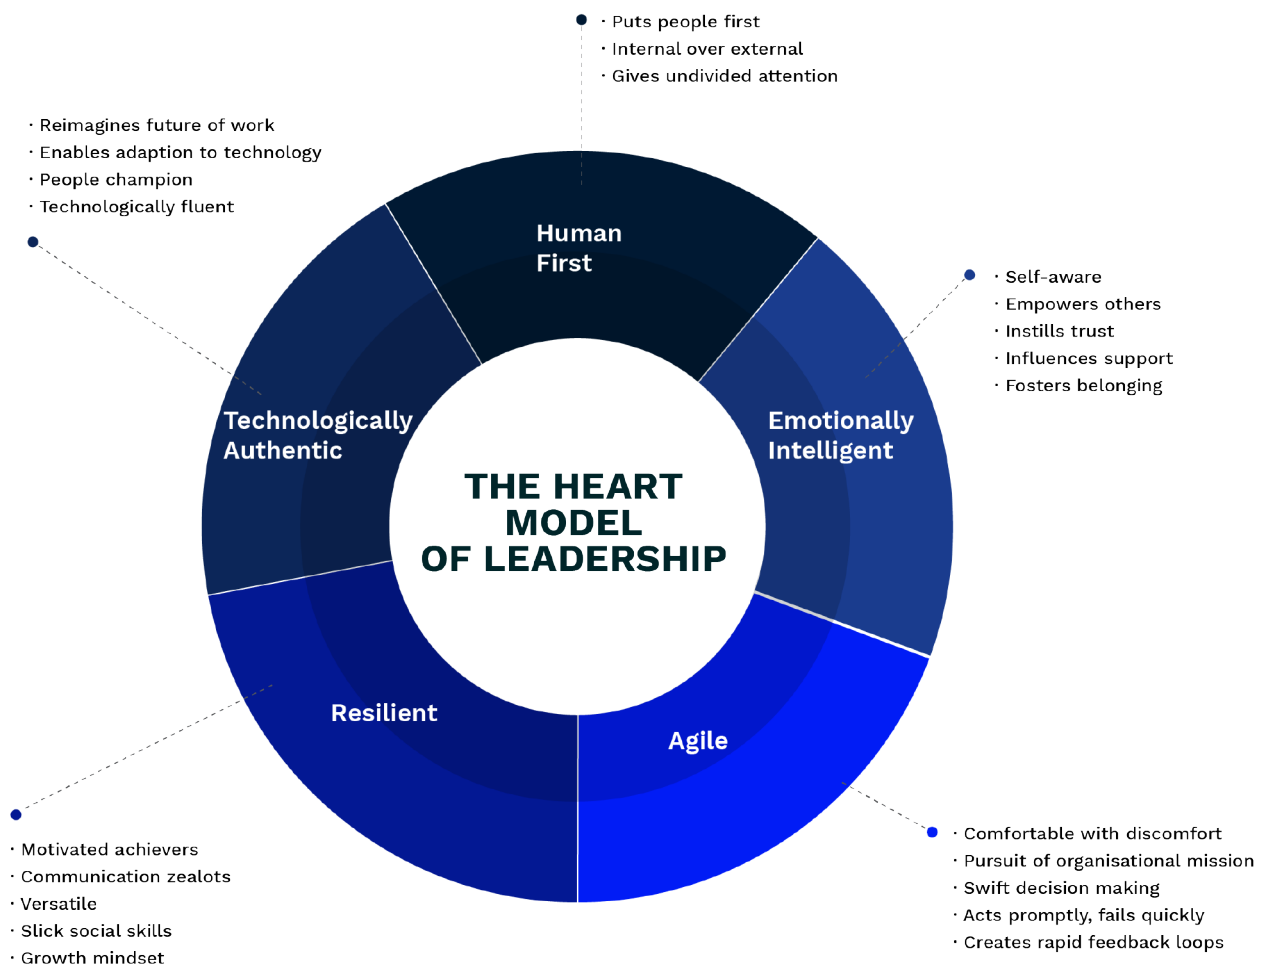 · Puts people first
· Internal over external
· Gives undivided attention
· Reimagines future of work
· Enables adaption to technology
· People champion
· Technologically fluent
Human
First
· Self-aware
· Empowers others
· Instills trust
· Influences support
· Fosters belonging
Technologically
Authentic
Emotionally
Intelligent
THE HEART
MODEL
OF LEADERSHIP
Resilient
Agile
· Motivated achievers
· Communication zealots
· Versatile
· Slick social skills
· Growth mindset
· Comfortable with discomfort
· Pursuit of organisational mission
· Swift decision making
· Acts promptly, fails quickly
· Creates rapid feedback loops